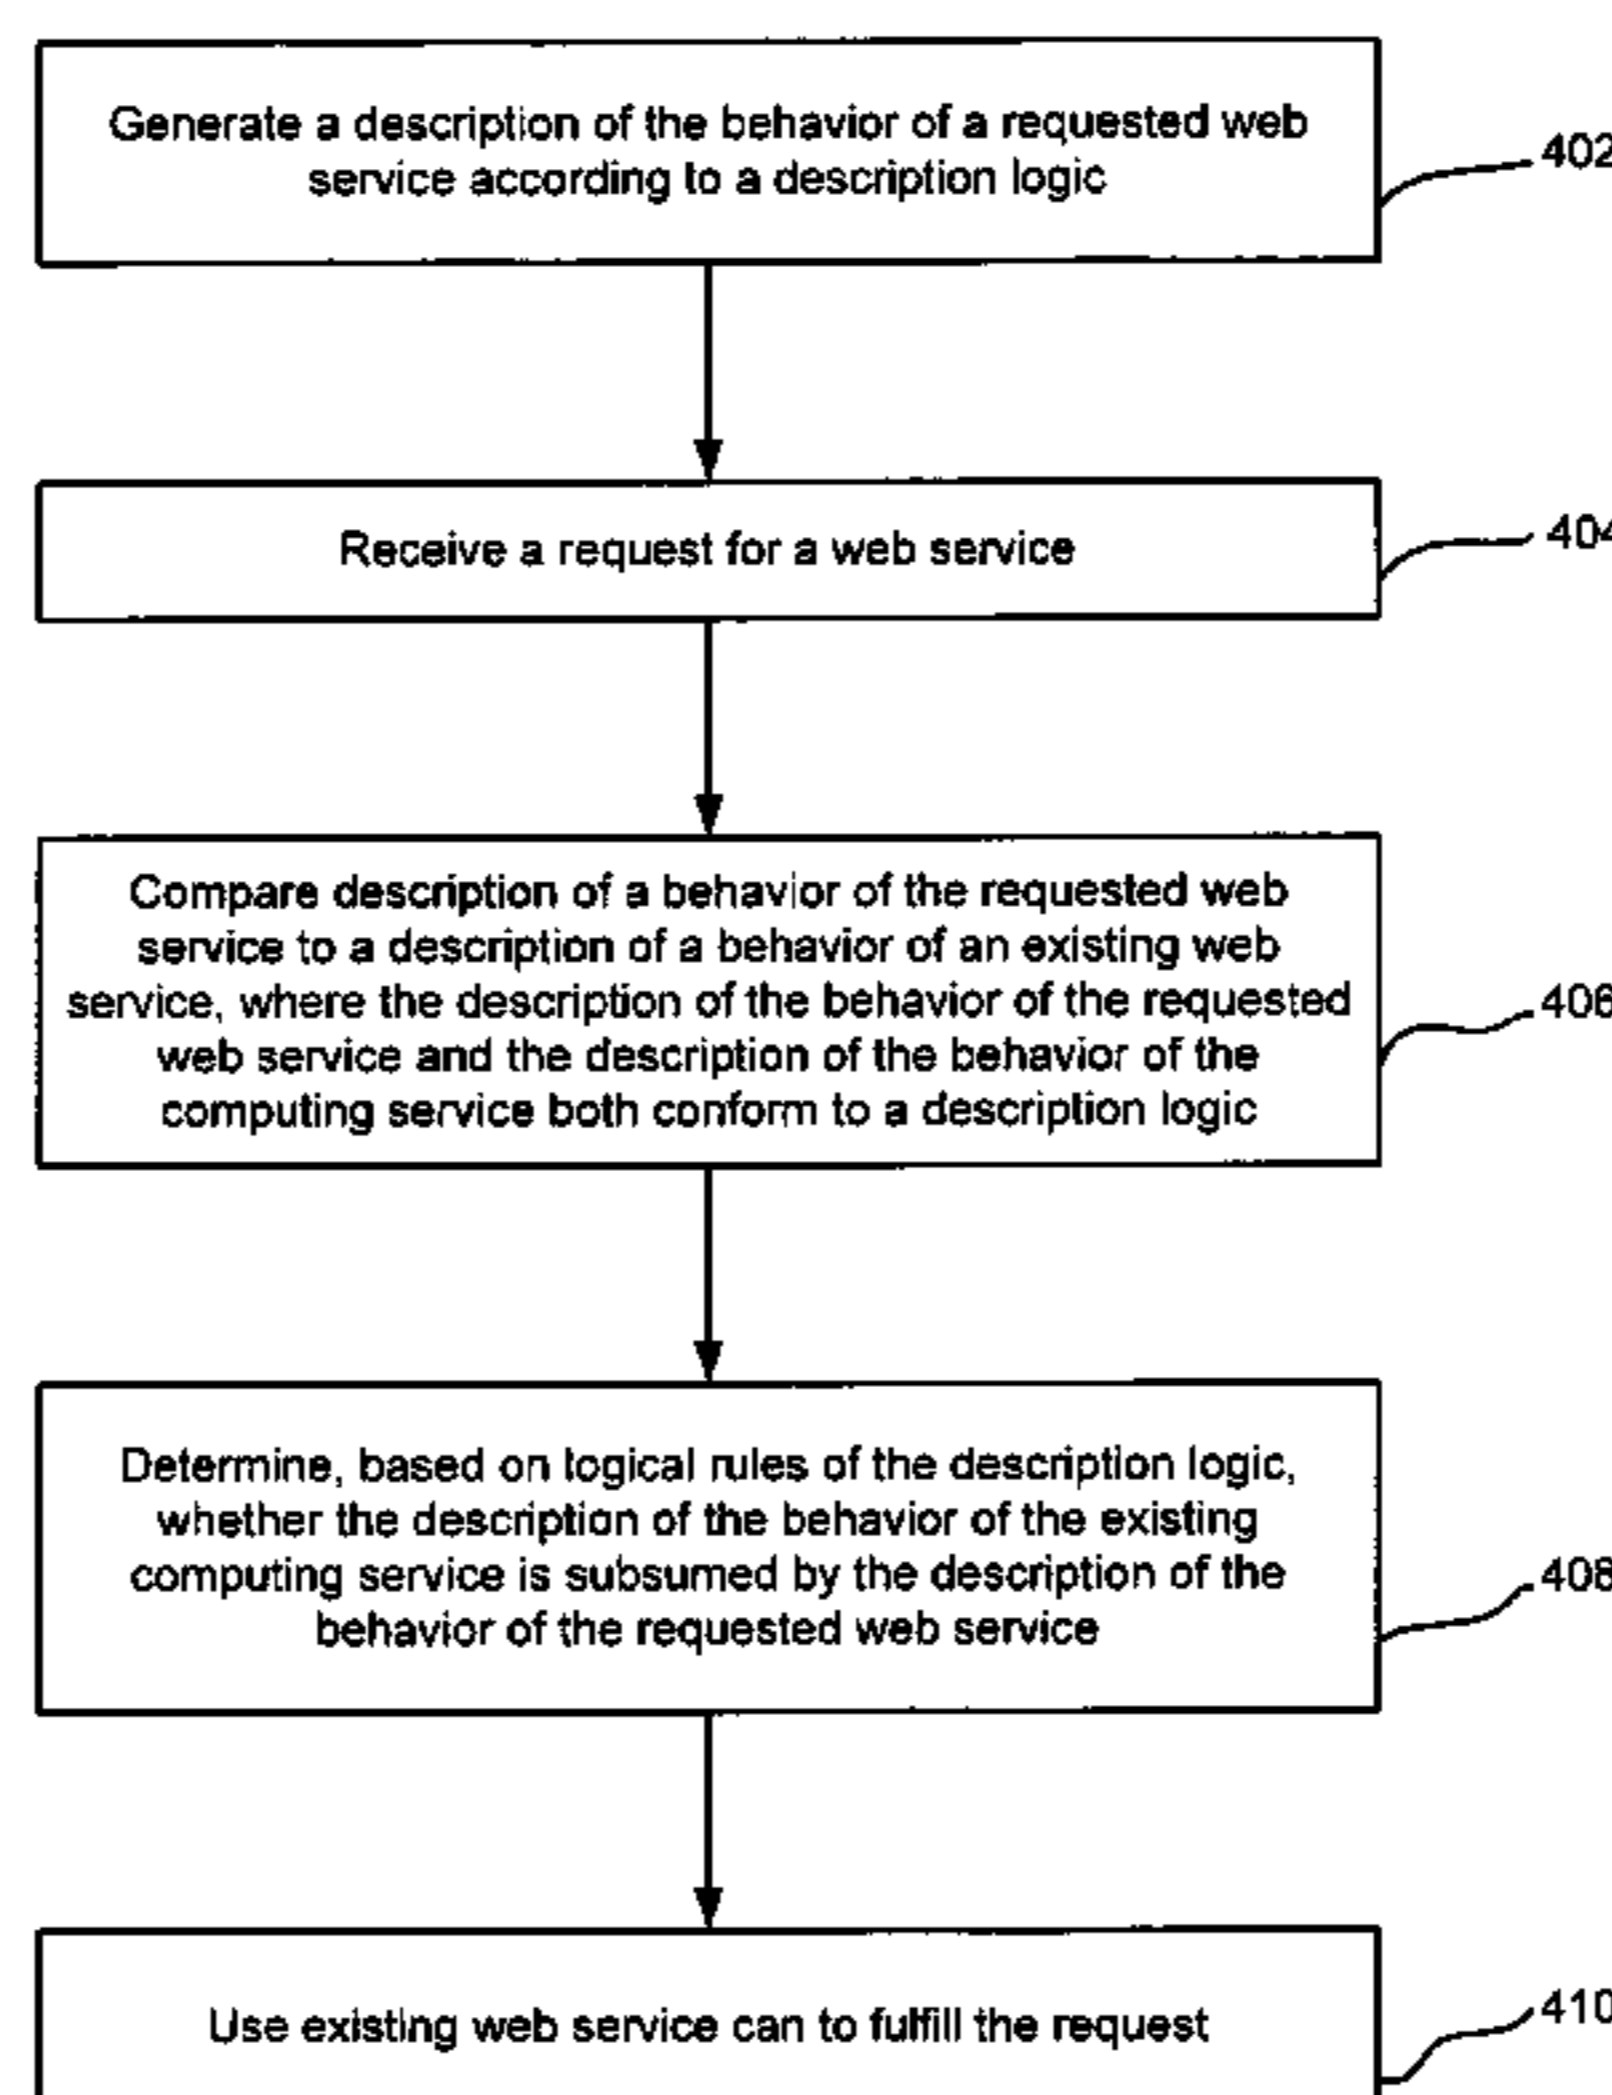 Generate a description of the behavior of a requested web
service according to a description logic
402
Receive a request for a web service
404
Compare description of a behavior of the requested web
service to a description of a behavior of an existing web
service, where the description of the behavior of the requested
web service and the description of the behavior of the
computing service both conform to a description logic
406
Determine, based on logical rules of the description logic,
whether the description of the behavior of the existing
computing service is subsumed by the description of the
behavior of the requested web service
408
Use existing web service can to fulfill the request
410